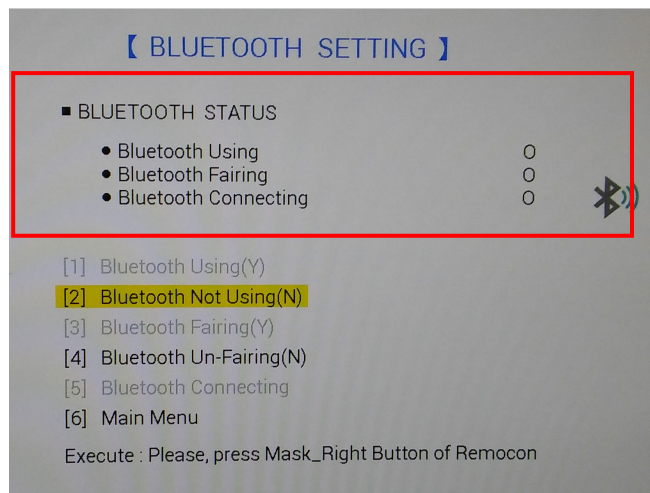 【 BLUETOOTH SETTING 】
■ BLUETOOTH STATUS
● Bluetooth Using O
● Bluetooth Fairing O
● Bluetooth Connecting O
[1] Bluetooth Using(Y)
[2] Bluetooth Not Using(N)
[3] Bluetooth Fairing(Y)
[4] Bluetooth Un-Fairing(N)
[5] Bluetooth Connecting
[6] Main Menu
Execute : Please, press Mask_Right Button of Remocon